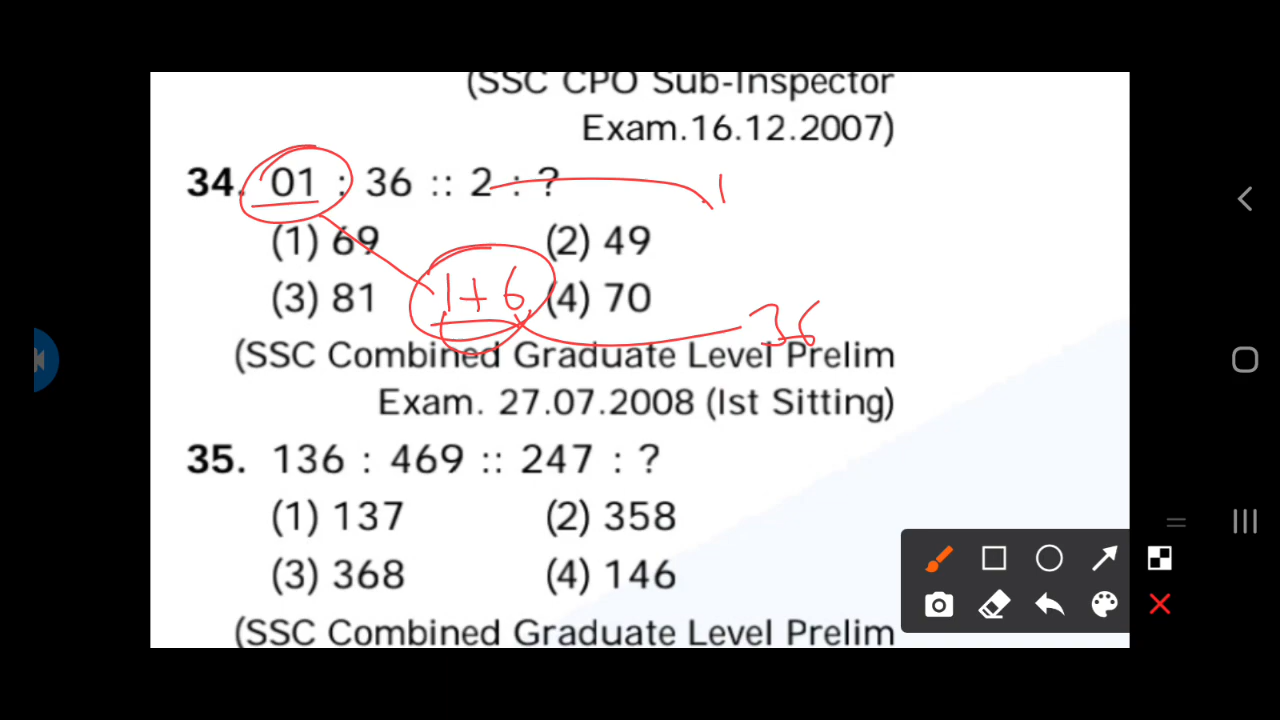 (SSC CPO Sub-Inspector
Exam.16.12.2007)
34. 01 : 36 :: 2 : ?
1
(1) 69 (2) 49
1+6
(3) 81 (4) 70
36
(SSC Combined Graduate Level Prelim
Exam. 27.07.2008 (Ist Sitting)
35. 136 : 469 :: 247 : ?
(1) 137 (2) 358
(3) 368 (4) 146
(SSC Combined Graduate Level Prelim